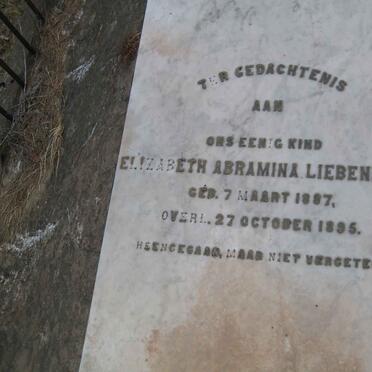 TER GEDACHTENIS
AAN
ONS EENIG KIND
ELIZABETH ABRAMINA LIEBEN
GEB. 7 MAART 1887,
OVERL. 27 OCTOBER 1895.
HEENGEGAAN, MAAR NIET VERGETE